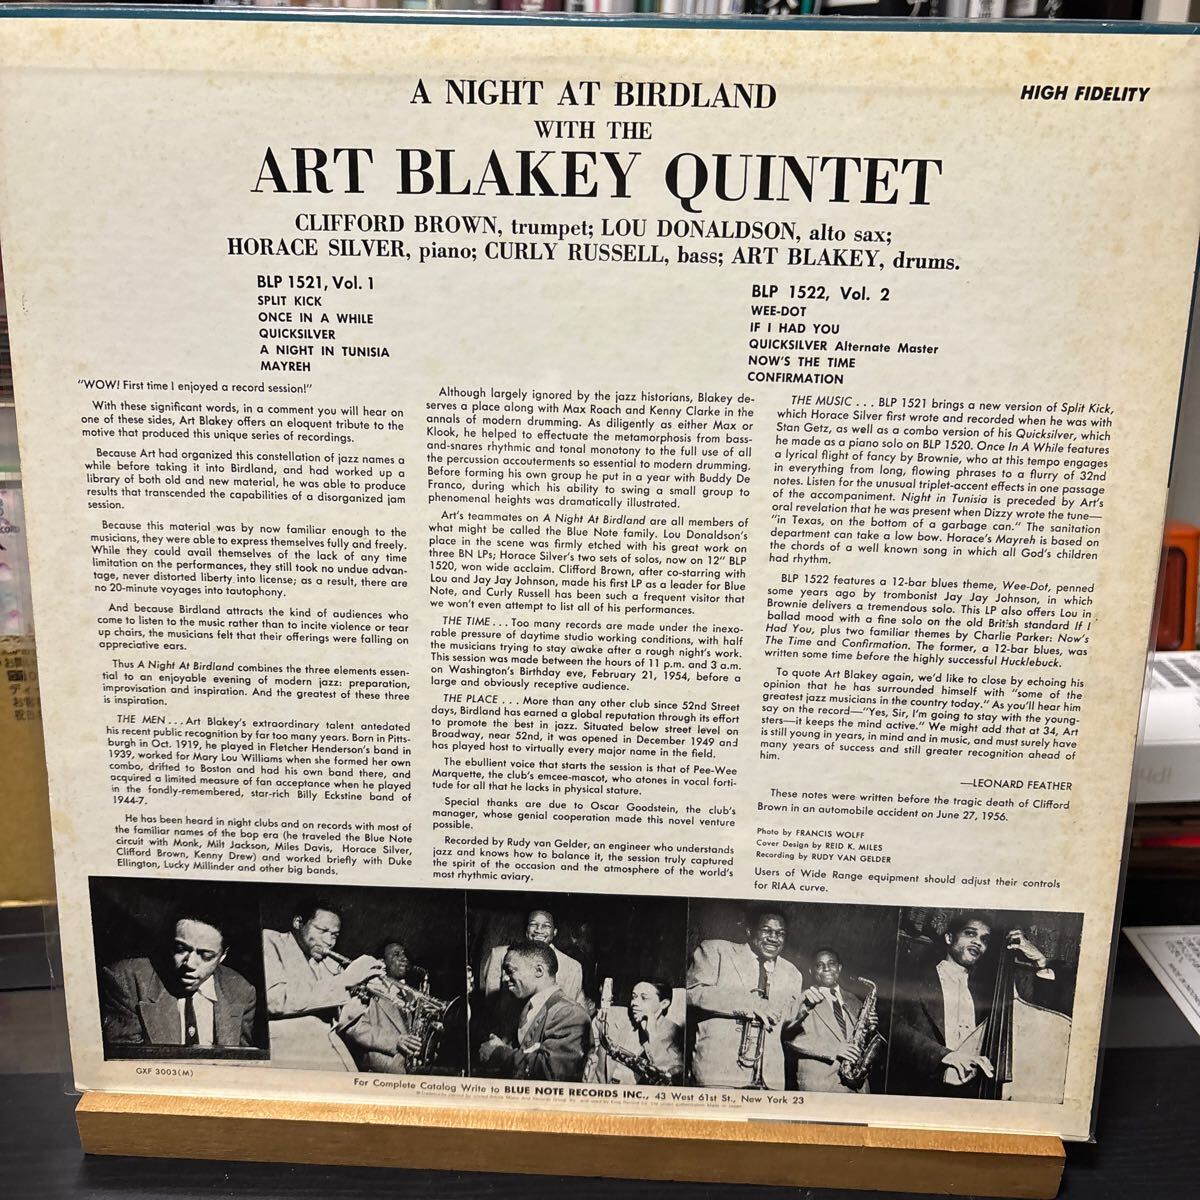 A NIGHT AT BIRDLAND
HIGH FIDELITY
WITH THE
ART BLAKEY QUINTET
CLIFFORD BROWN, trumpet; LOU DONALDSON, alto sax;
HORACE SILVER, piano; CURLY RUSSELL, bass; ART BLAKEY, drums.
BLP 1521, Vol. 1
SPLIT KICK
ONCE IN A WHILE
QUICKSILVER
A NIGHT IN TUNISIA
MAYREH
BLP 1522, Vol. 2
WEE-DOT
IF I HAD YOU
QUICKSILVER Alternate Master
NOW'S THE TIME
CONFIRMATION
"WOW! First time I enjoyed a record session!"
With these significant words, in a comment you will hear on
one of these sides, Art Blakey offers an eloquent tribute to the
motive that produced this unique series of recordings.
Because Art had organized this constellation of jazz names a
while before taking it into Birdland, and had worked up a
library of both old and new material, he was able to produce
results that transcended the capabilities of a disorganized jam
session.
Because this material was by now familiar enough to the
musicians, they were able to express themselves fully and freely.
While they could avail themselves of the lack of any time
limitation on the performances, they still took no undue advan-
tage, never distorted liberty into license; as a result, there are
no 20-minute voyages into tautophony.
And because Birdland attracts the kind of audiences who
come to listen to the music rather than to incite violence or tear
up chairs, the musicians felt that their offerings were falling on
appreciative ears.
Thus A Night At Birdland combines the three elements essen-
tial to an enjoyable evening of modern jazz: preparation,
improvisation and inspiration. And the greatest of these three
is inspiration.
THE MEN...Art Blakey's extraordinary talent antedated
his recent public recognition by far too many years. Born in Pitts-
burgh in Oct. 1919, he played in Fletcher Henderson's band in
1939, worked for Mary Lou Williams when she formed her own
combo, drifted to Boston and had his own band there, and
acquired a limited measure of fan acceptance when he played
in the fondly-remembered, star-rich Billy Eckstine band of
1944-7.
He has been heard in night clubs and on records with most of
the familiar names of the bop era (he traveled the Blue Note
circuit with Monk, Milt Jackson, Miles Davis, Horace Silver,
Clifford Brown, Kenny Drew) and worked briefly with Duke
Ellington, Lucky Millinder and other big bands.
Although largely ignored by the jazz historians, Blakey de-
serves a place along with Max Roach and Kenny Clarke in the
annals of modern drumming. As diligently as either Max or
Klook, he helped to effectuate the metamorphosis from bass-
and-snares rhythmic and tonal monotony to the full use of all
the percussion accouterments so essential to modern drumming.
Before forming his own group he put in a year with Buddy De
Franco, during which his ability to swing a small group to
phenomenal heights was dramatically illustrated.
Art's teammates on A Night At Birdland are all members of
what might be called the Blue Note family. Lou Donaldson's
place in the scene was firmly etched with his great work on
three BN LPs; Horace Silver's two sets of solos, now on 12" BLP
1520, won wide acclaim. Clifford Brown, after co-starring with
Lou and Jay Jay Johnson, made his first LP as a leader for Blue
Note, and Curly Russell has been such a frequent visitor that
we won't even attempt to list all of his performances.
THE TIME...Too many records are made under the inexo-
rable pressure of daytime studio working conditions, with half
the musicians trying to stay awake after a rough night's work.
This session was made between the hours of 11 p.m. and 3 a.m.
on Washington's Birthday eve, February 21, 1954, before a
large and obviously receptive audience.
THE PLACE...More than any other club since 52nd Street
days, Birdland has earned a global reputation through its effort
to promote the best in jazz. Situated below street level on
Broadway, near 52nd, it was opened in December 1949 and
has played host to virtually every major name in the field.
The ebullient voice that starts the session is that of Pee-Wee
Marquette, the club's emcee-mascot, who atones in vocal forti-
tude for all that he lacks in physical stature.
Special thanks are due to Oscar Goodstein, the club's
manager, whose genial cooperation made this novel venture
possible.
Recorded by Rudy van Gelder, an engineer who understands
jazz and knows how to balance it, the session truly captured
the spirit of the occasion and the atmosphere of the world's
most rhythmic aviary.
THE MUSIC...BLP 1521 brings a new version of Split Kick,
which Horace Silver first wrote and recorded when he was with
Stan Getz, as well as a combo version of his Quicksilver, which
he made as a piano solo on BLP 1520. Once In A While features
a lyrical flight of fancy by Brownie, who at this tempo engages
in everything from long, flowing phrases to a flurry of 32nd
notes. Listen for the unusual triplet-accent effects in one passage
of the accompaniment. Night in Tunisia is preceded by Art's
oral revelation that he was present when Dizzy wrote the tune—
"in Texas, on the bottom of a garbage can." The sanitation
department can take a low bow. Horace's Mayreh is based on
the chords of a well known song in which all God's children
had rhythm.
BLP 1522 features a 12-bar blues theme, Wee-Dot, penned
some years ago by trombonist Jay Jay Johnson, in which
Brownie delivers a tremendous solo. This LP also offers Lou in
ballad mood with a fine solo on the old British standard If I
Had You, plus two familiar themes by Charlie Parker: Now's
The Time and Confirmation. The former, a 12-bar blues, was
written some time before the highly successful Hucklebuck.
To quote Art Blakey again, we'd like to close by echoing his
opinion that he has surrounded himself with "some of the
greatest jazz musicians in the country today." As you'll hear him
say on the record—"Yes, Sir, I'm going to stay with the young-
sters—it keeps the mind active." We might add that at 34, Art
is still young in years, in mind and in music, and must surely have
many years of success and still greater recognition ahead of
him.
—LEONARD FEATHER
These notes were written before the tragic death of Clifford
Brown in an automobile accident on June 27, 1956.
Photo by FRANCIS WOLFF
Cover Design by REID K. MILES
Recording by RUDY VAN GELDER
Users of Wide Range equipment should adjust their controls
for RIAA curve.
GXF 3003(M)
For Complete Catalog Write to BLUE NOTE RECORDS INC., 43 West 61st St., New York 23